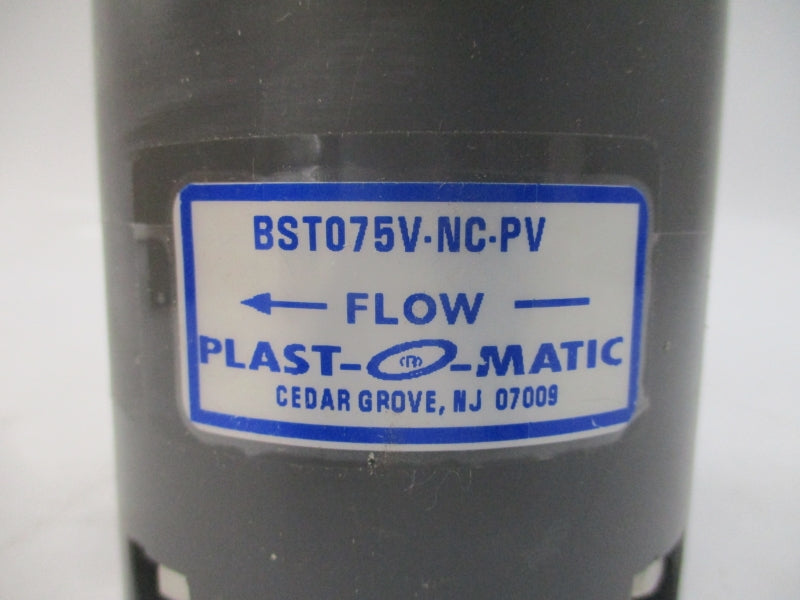 BST075V-NC-PV
FLOW
PLAST-O-MATIC
CEDAR GROVE, NJ 07009